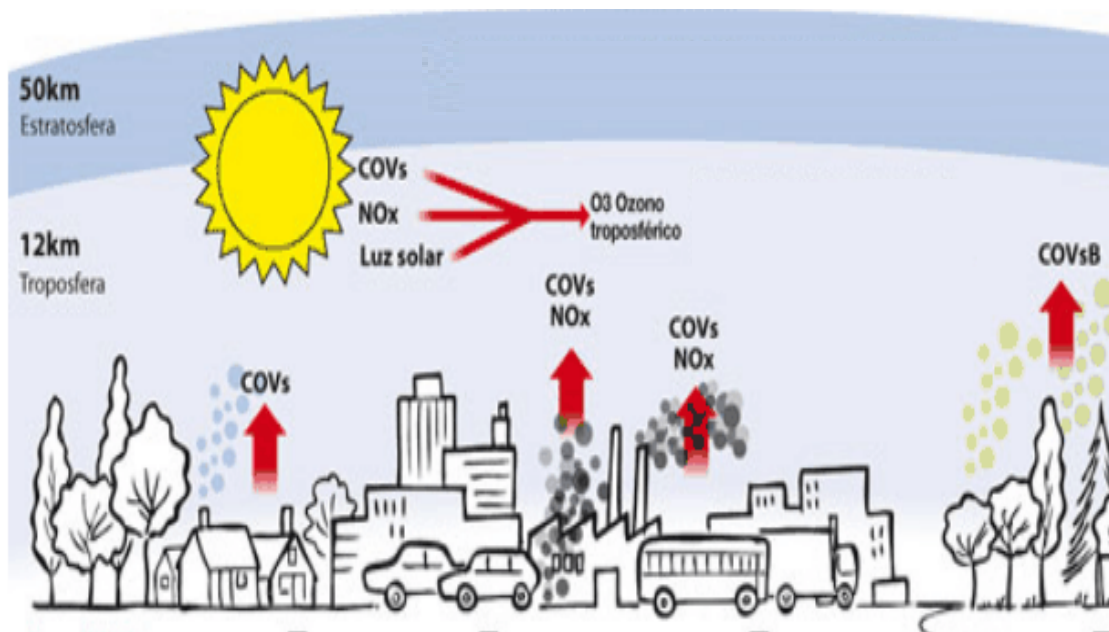 50km
Estratosfera
COVs
NOx
Luz solar
O3 Ozono
troposférico
12km
Troposfera
COVsB
COVs
NOx
COVs
NOx
COVs